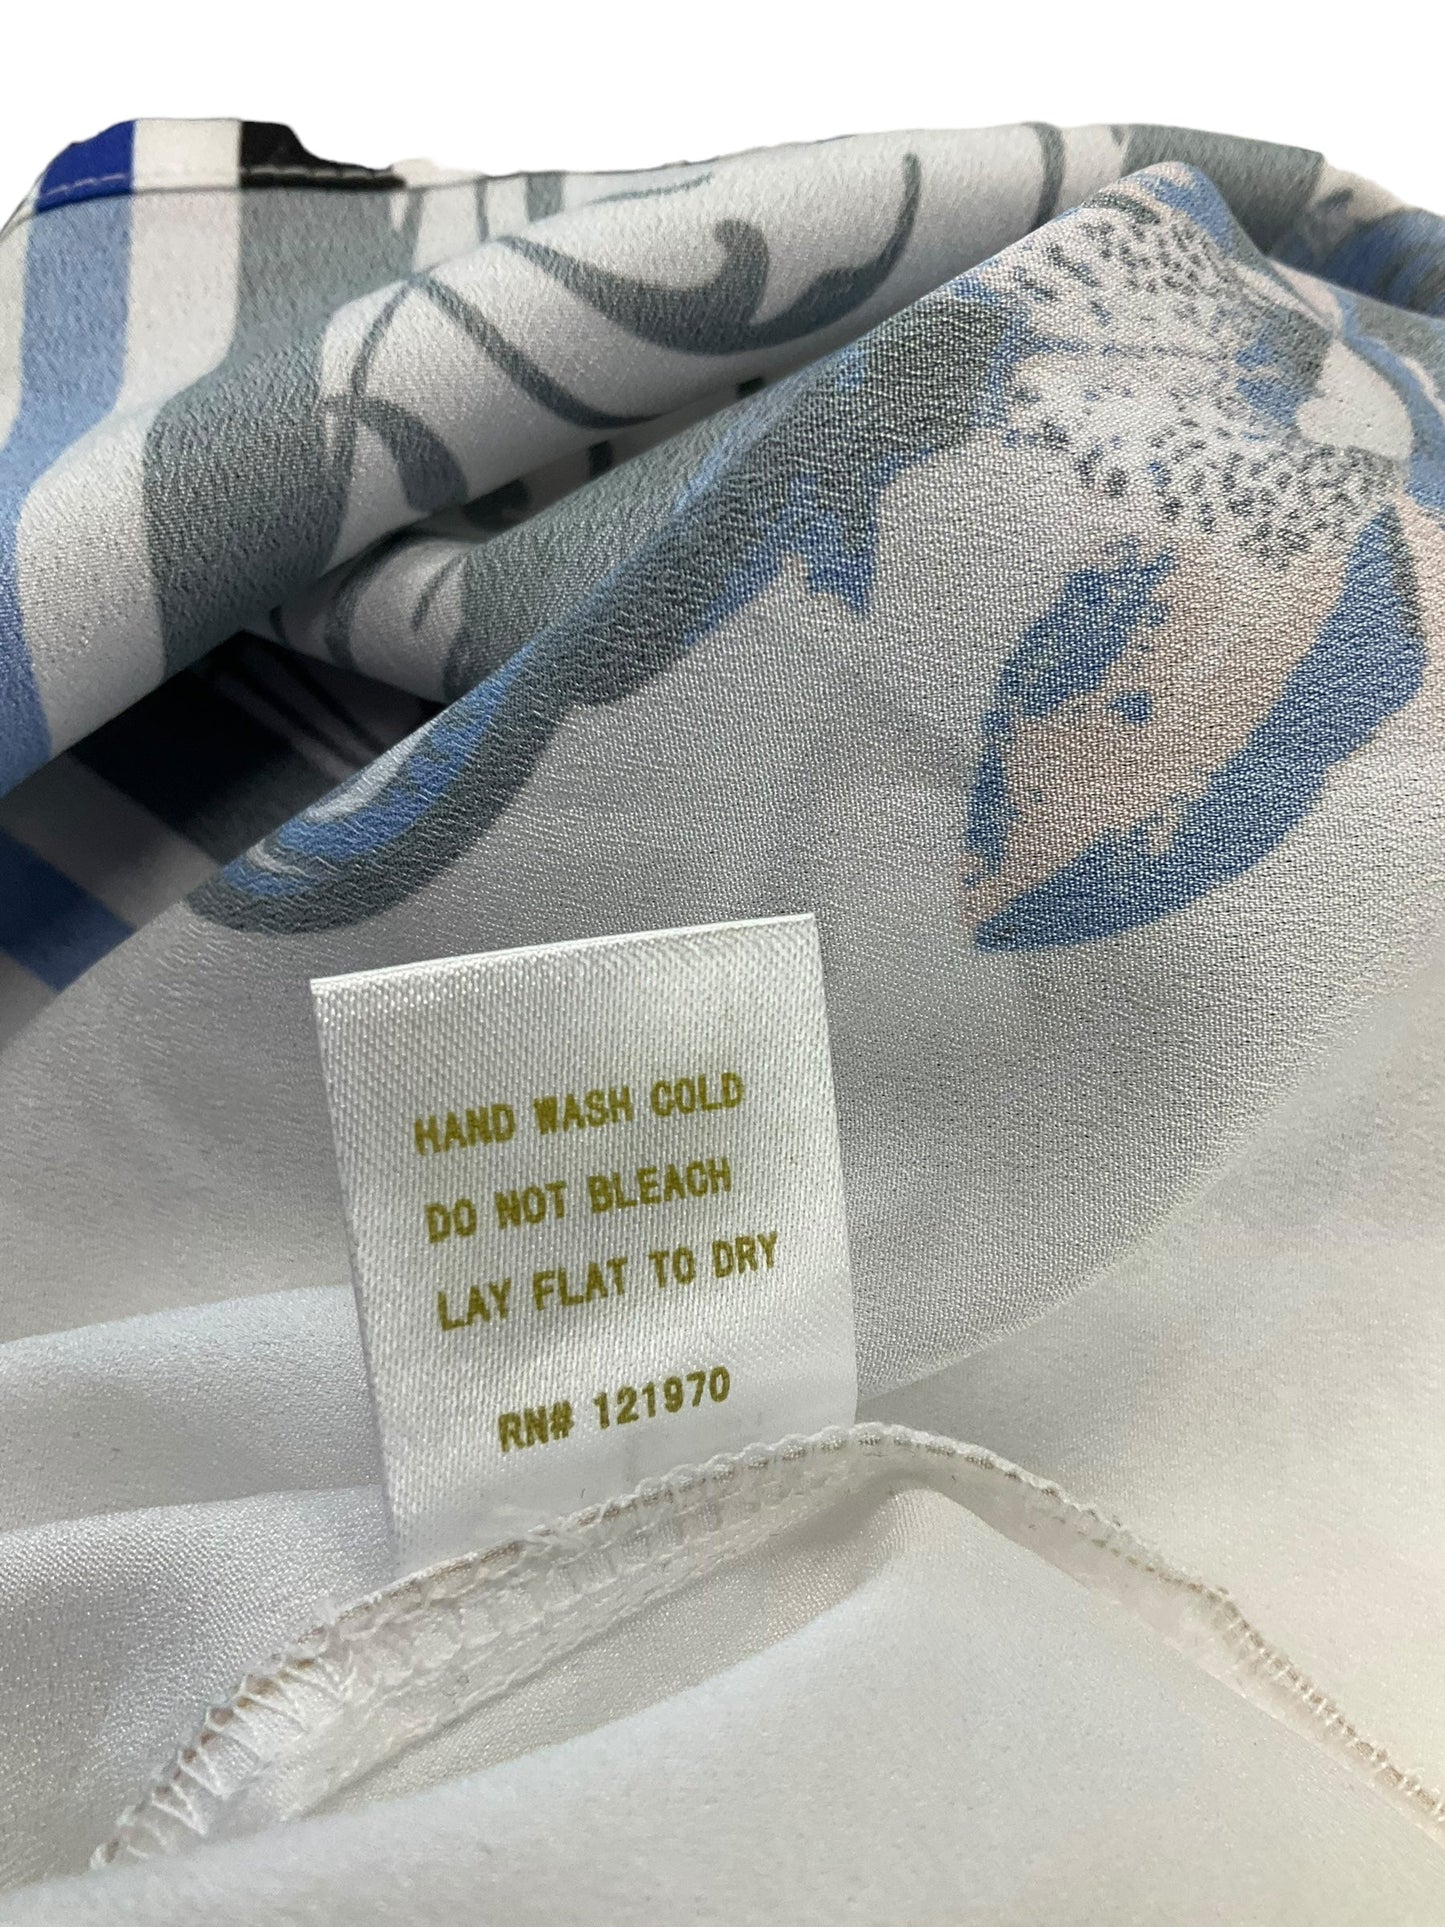 HAND WASH COLD
DO NOT BLEACH
LAY FLAT TO DRY
RN# 121970